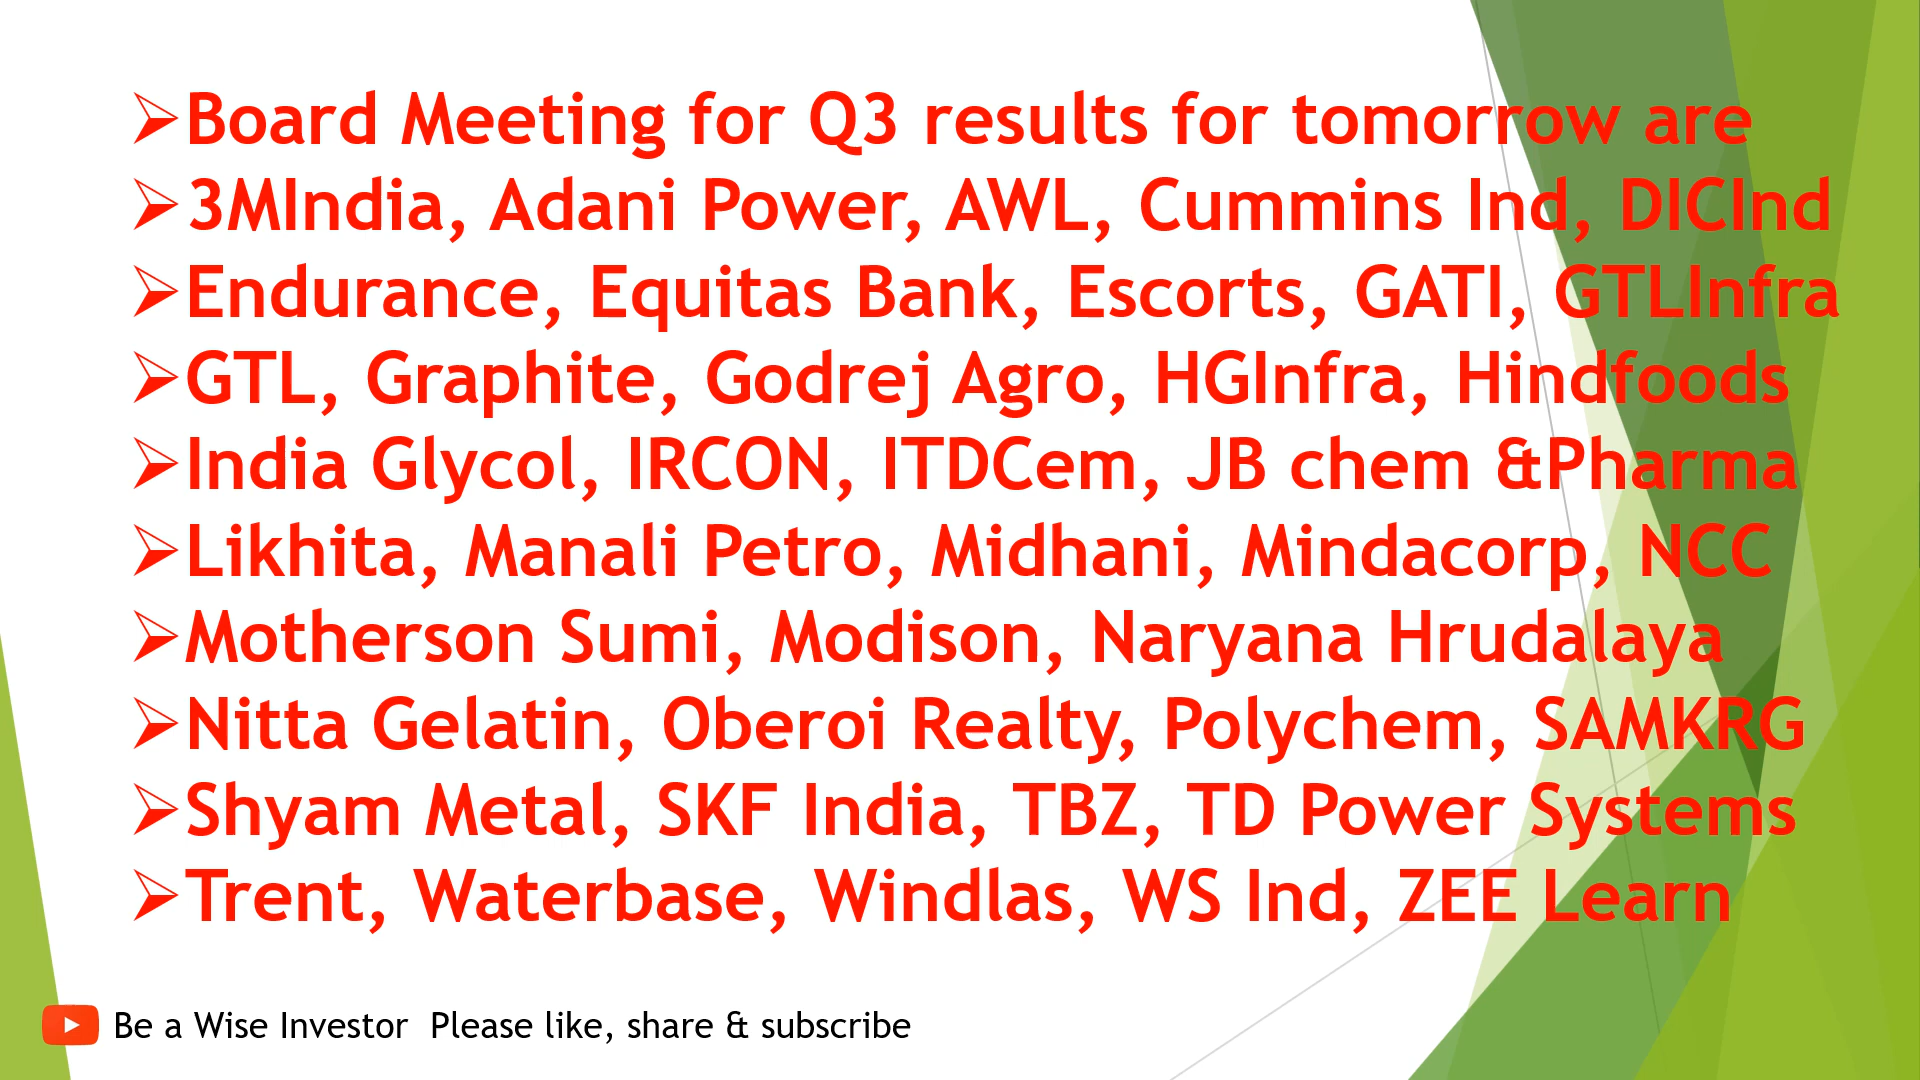 ➢Board Meeting for Q3 results for tomorrow are
➢3MIndia, Adani Power, AWL, Cummins Ind, DICInd
➢Endurance, Equitas Bank, Escorts, GATI, GTLInfra
➢GTL, Graphite, Godrej Agro, HGInfra, Hindfoods
➢India Glycol, IRCON, ITDCem, JB chem &Pharma
➢Likhita, Manali Petro, Midhani, Mindacorp, NCC
➢Motherson Sumi, Modison, Naryana Hrudalaya
➢Nitta Gelatin, Oberoi Realty, Polychem, SAMKRG
➢Shyam Metal, SKF India, TBZ, TD Power Systems
➢Trent, Waterbase, Windlas, WS Ind, ZEE Learn
Be a Wise Investor Please like, share & subscribe